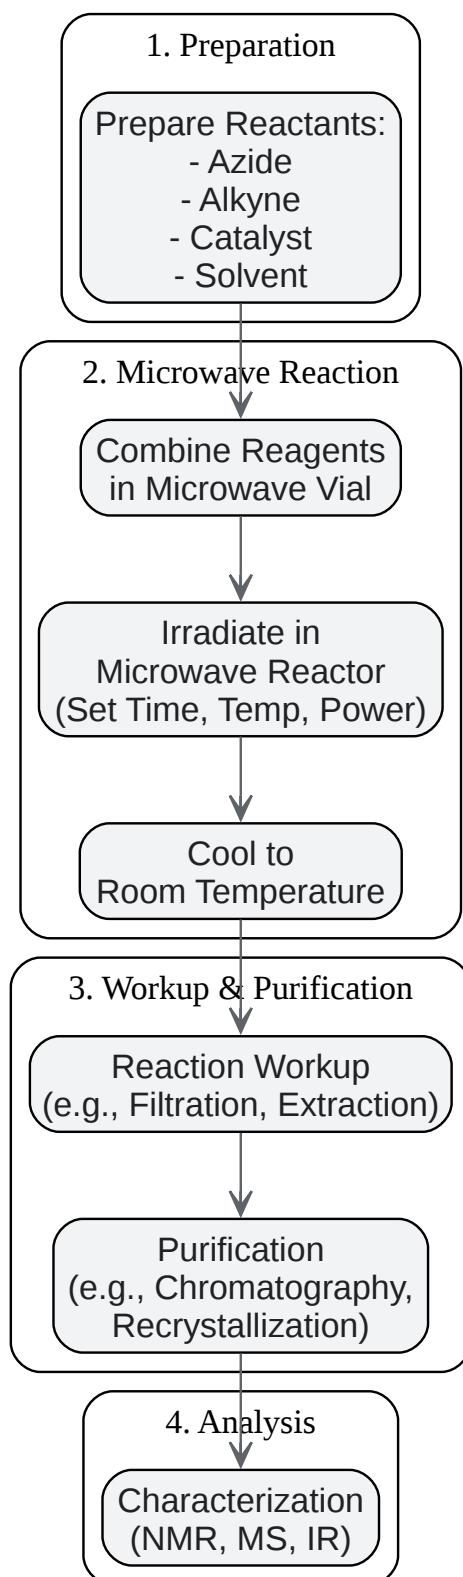 1. Preparation
Prepare Reactants:
- Azide
- Alkyne
- Catalyst
- Solvent
2. Microwave Reaction
Combine Reagents
in Microwave Vial
Irradiate in
Microwave Reactor
(Set Time, Temp, Power)
Cool to
Room Temperature
3. Workup & Purification
Reaction Workup
(e.g., Filtration, Extraction)
Purification
(e.g., Chromatography,
Recrystallization)
4. Analysis
Characterization
(NMR, MS, IR)